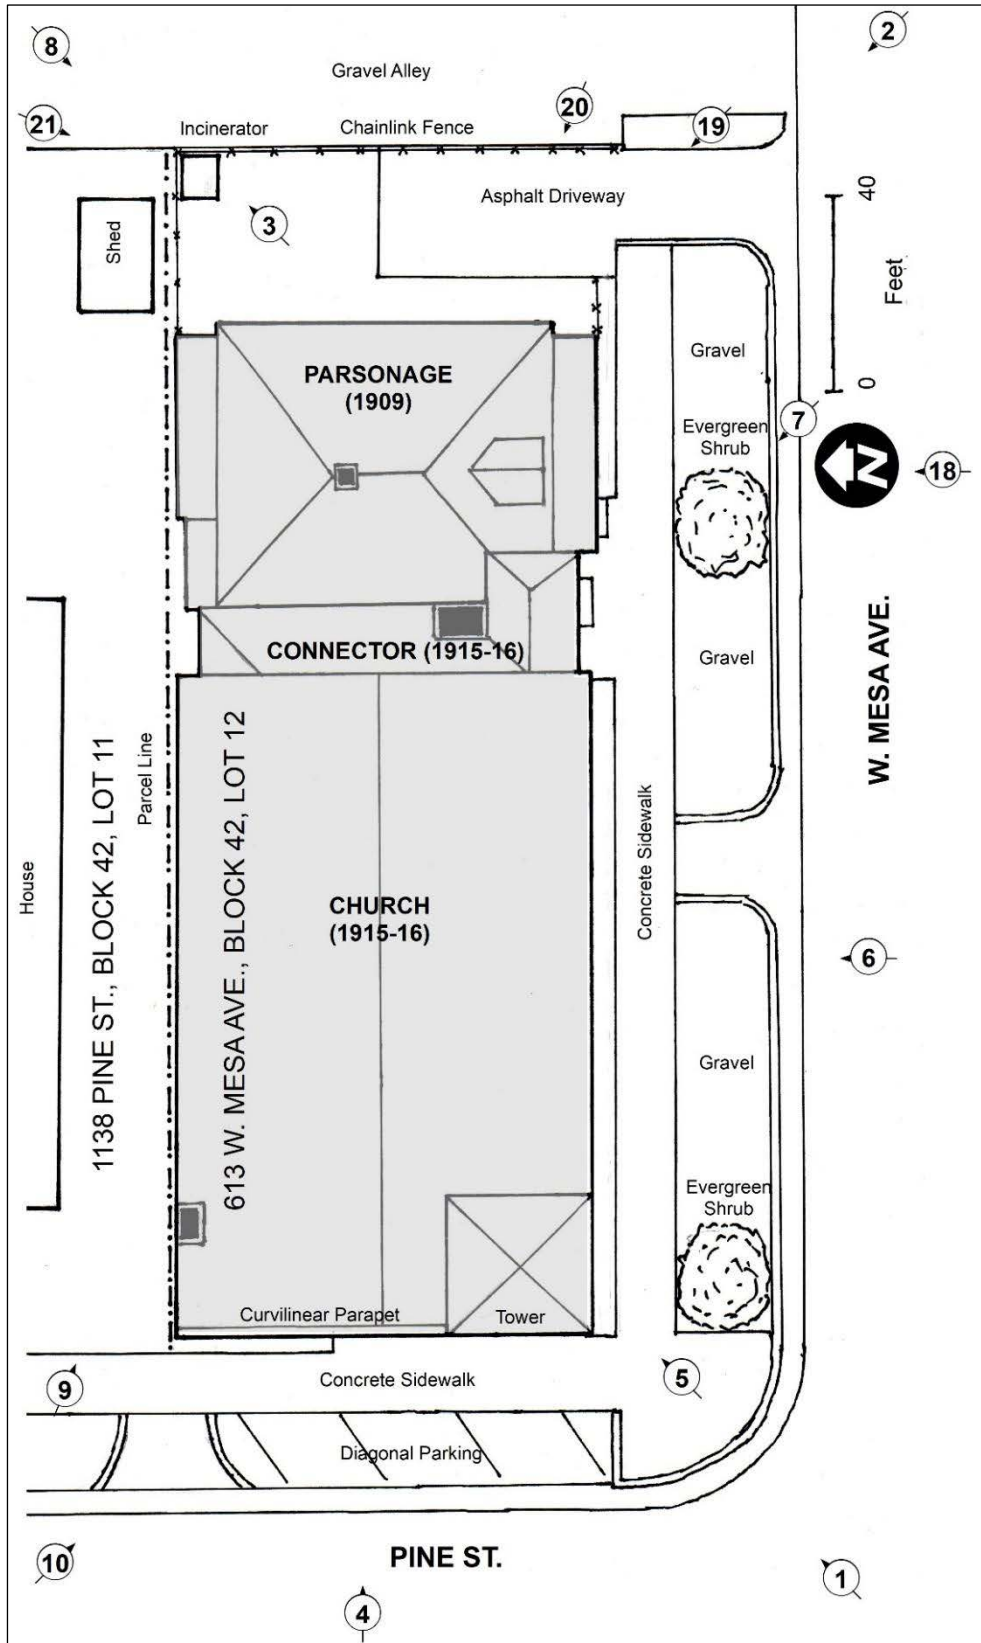 8
2
Gravel Alley
21
20
19
Incinerator
Chainlink Fence
Asphalt Driveway
40
3
Shed
Feet
Gravel
PARSONAGE
(1909)
0
7
Evergreen
Shrub
N
18
W. MESA AVE.
CONNECTOR (1915-16)
Gravel
1138 PINE ST., BLOCK 42, LOT 11
Parcel Line
613 W. MESA AVE., BLOCK 42, LOT 12
Concrete Sidewalk
House
CHURCH
(1915-16)
6
Gravel
Evergreen
Shrub
Curvilinear Parapet
Tower
9
Concrete Sidewalk
5
Diagonal Parking
10
PINE ST.
1
4